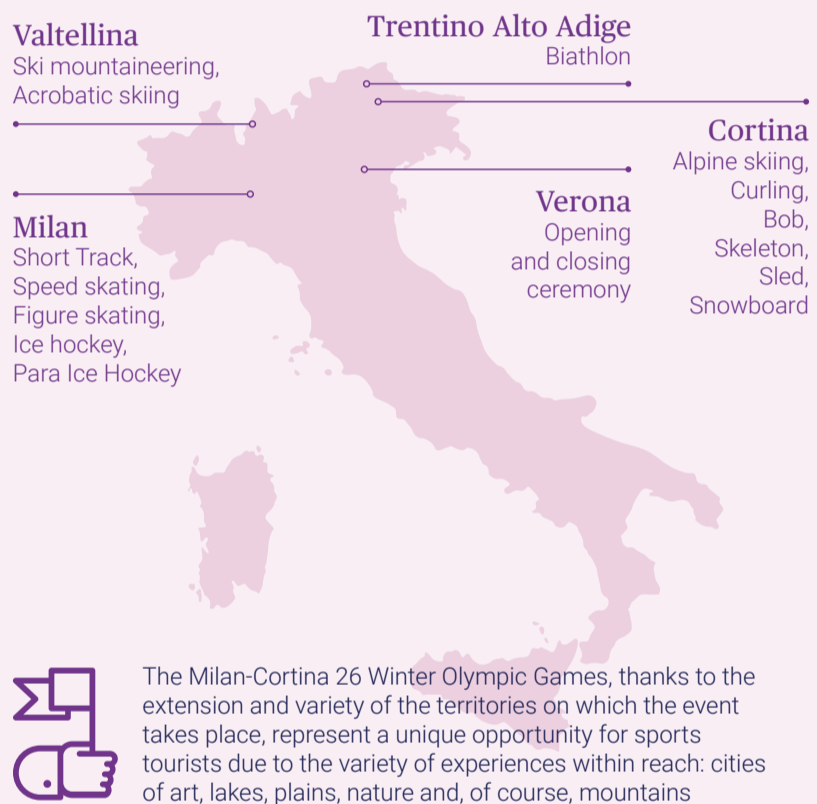 Valtellina
Ski mountaineering,
Acrobatic skiing
Trentino Alto Adige
Biathlon
Cortina
Alpine skiing,
Curling,
Bob,
Skeleton,
Sled,
Snowboard
Verona
Opening
and closing
ceremony
Milan
Short Track,
Speed skating,
Figure skating,
Ice hockey,
Para Ice Hockey
The Milan-Cortina 26 Winter Olympic Games, thanks to the
extension and variety of the territories on which the event
takes place, represent a unique opportunity for sports
tourists due to the variety of experiences within reach: cities
of art, lakes, plains, nature and, of course, mountains